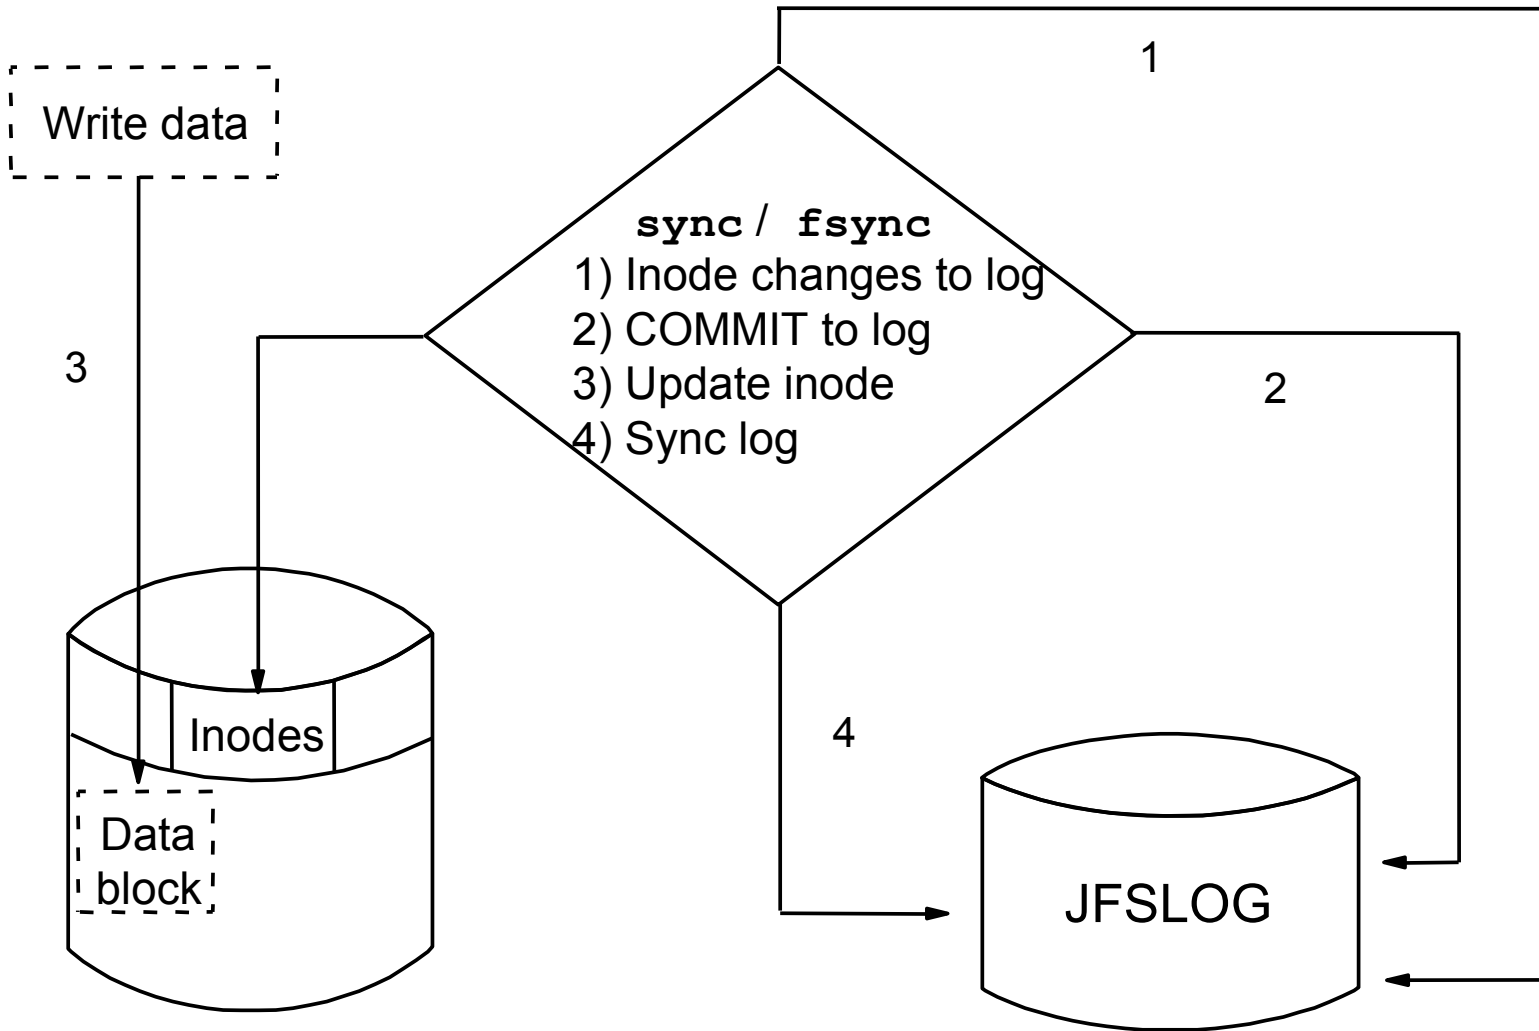 1
Write data
sync / fsync
1) Inode changes to log
2) COMMIT to log
3) Update inode
4) Sync log
3
2
Inodes
4
Data
block
JFSLOG